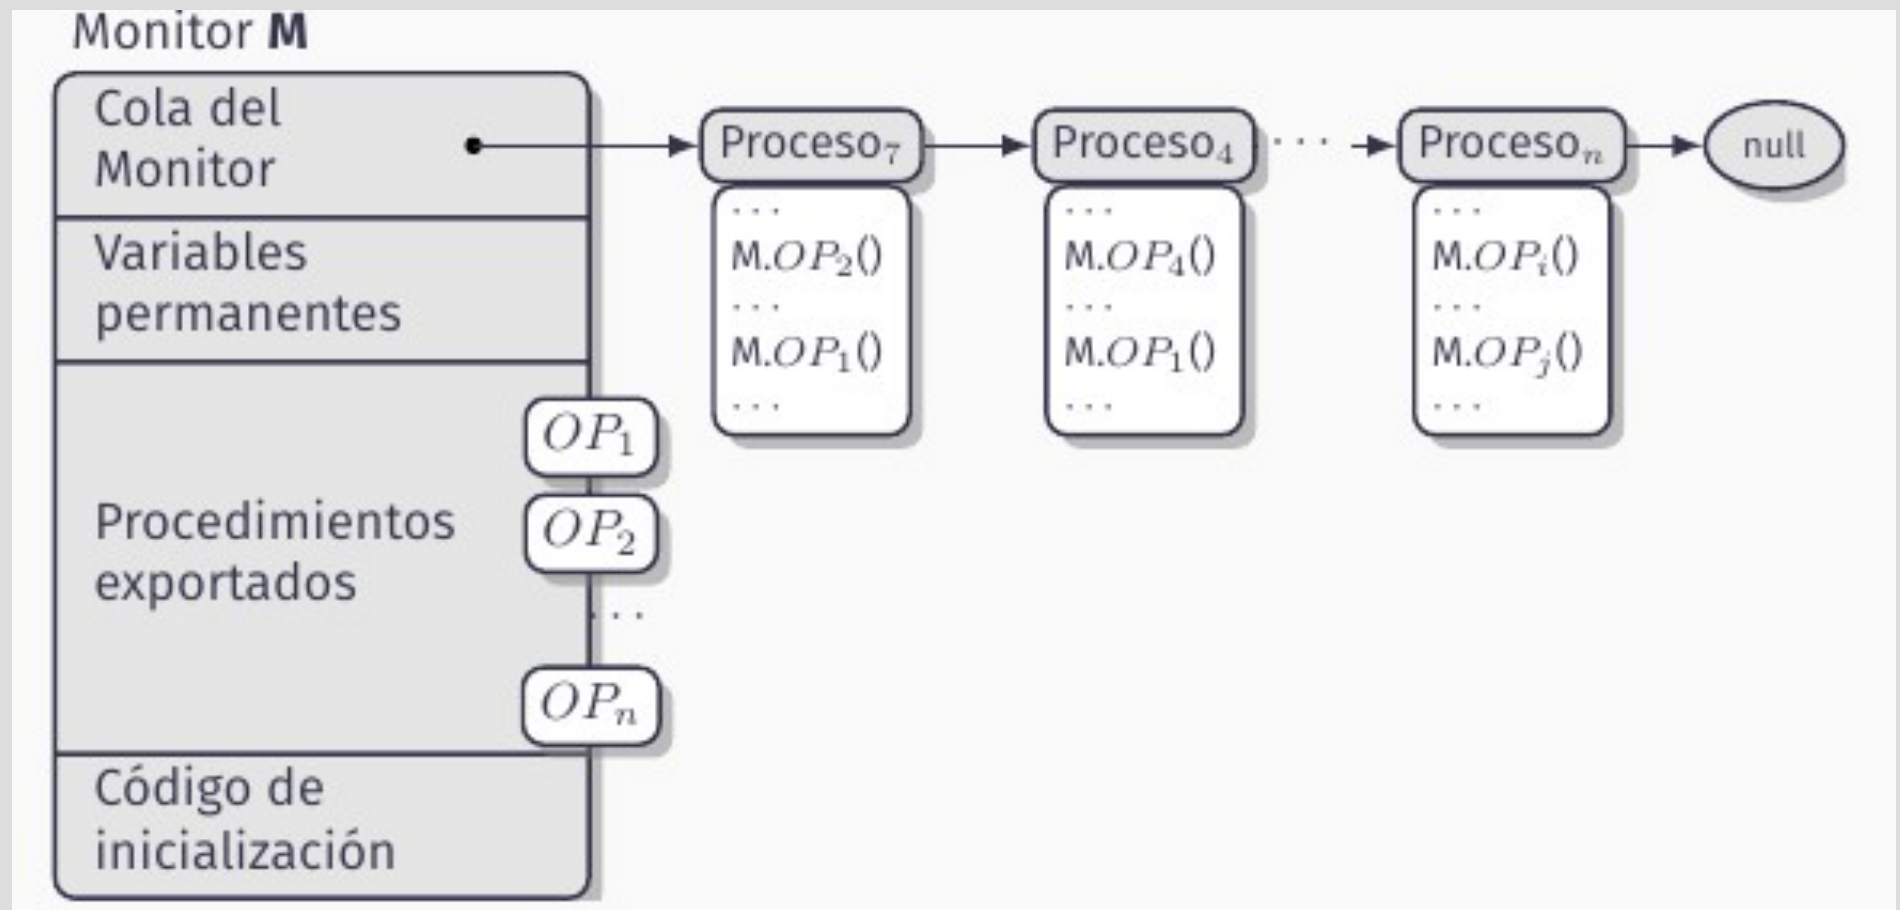 Monitor M
Cola del
Monitor
Proceso₇
Proceso₄
...
Procesoₙ
null
...
M.OP₂()
...
M.OP₁()
...
...
M.OP₄()
...
M.OP₁()
...
...
M.OPᵢ()
...
M.OPⱼ()
...
Variables
permanentes
Procedimientos
exportados
OP₁
OP₂
...
OPₙ
Código de
inicialización